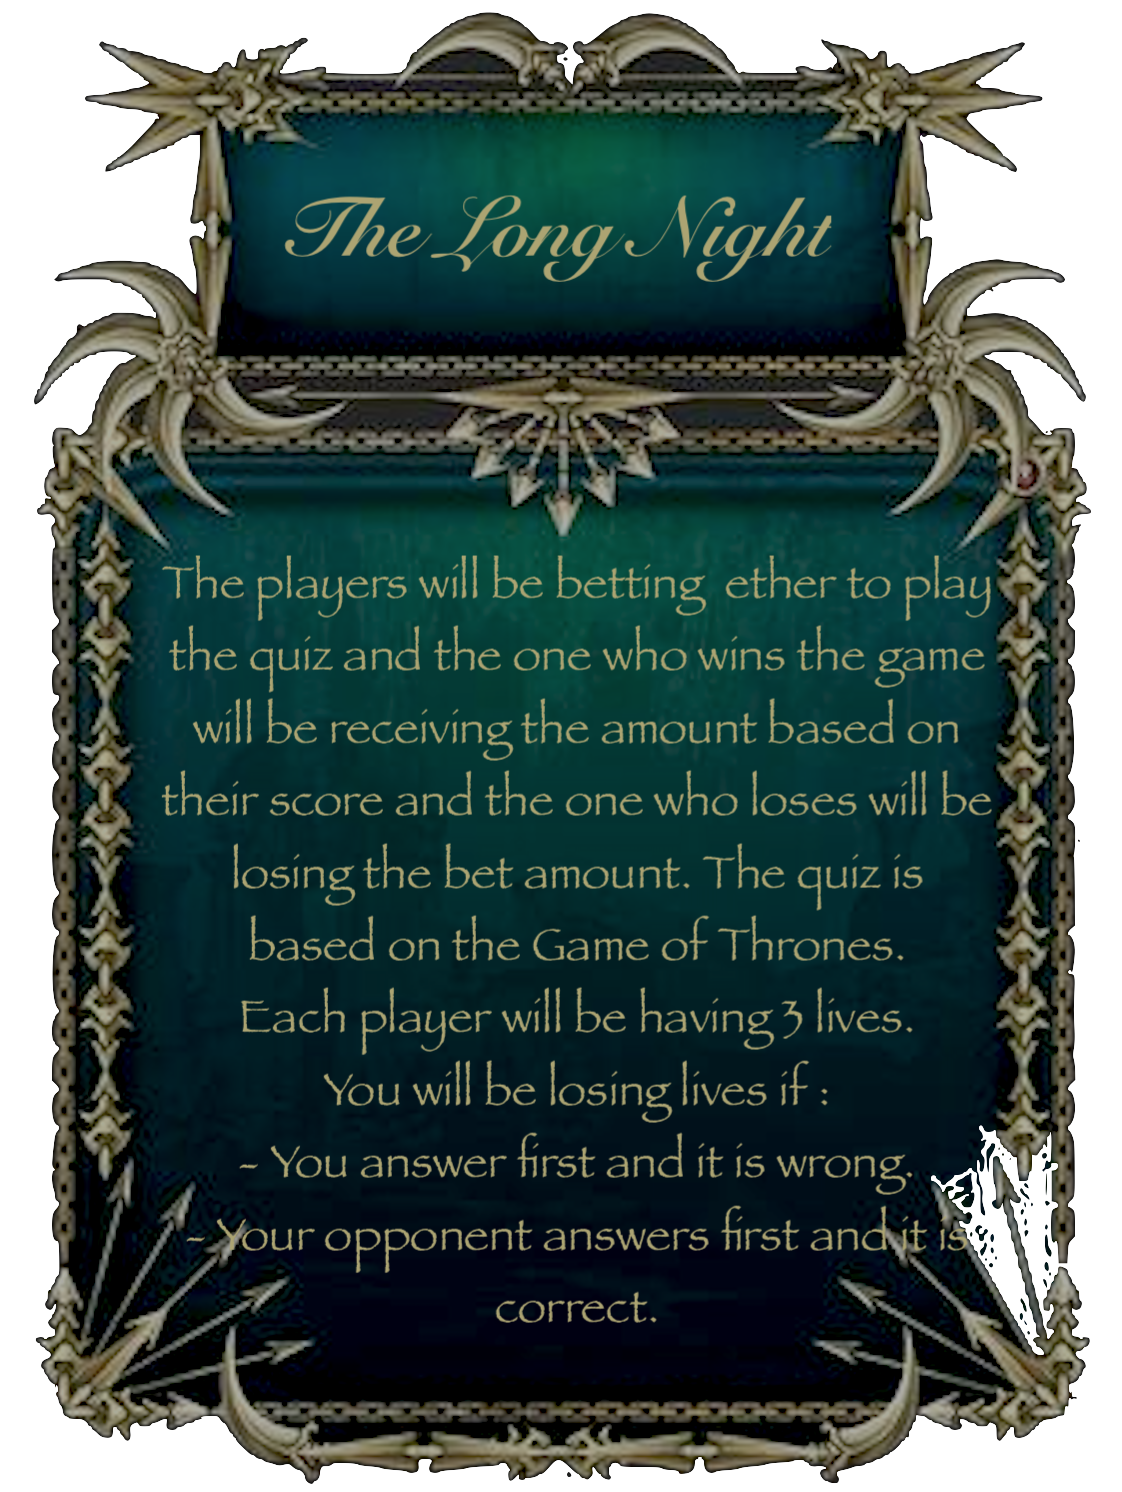 The Long Night
The players will be betting ether to play
the quiz and the one who wins the game
will be receiving the amount based on
their score and the one who loses will be
losing the bet amount. The quiz is
based on the Game of Thrones.
Each player will be having 3 lives.
You will be losing lives if :
- You answer first and it is wrong.
- Your opponent answers first and it is
correct.